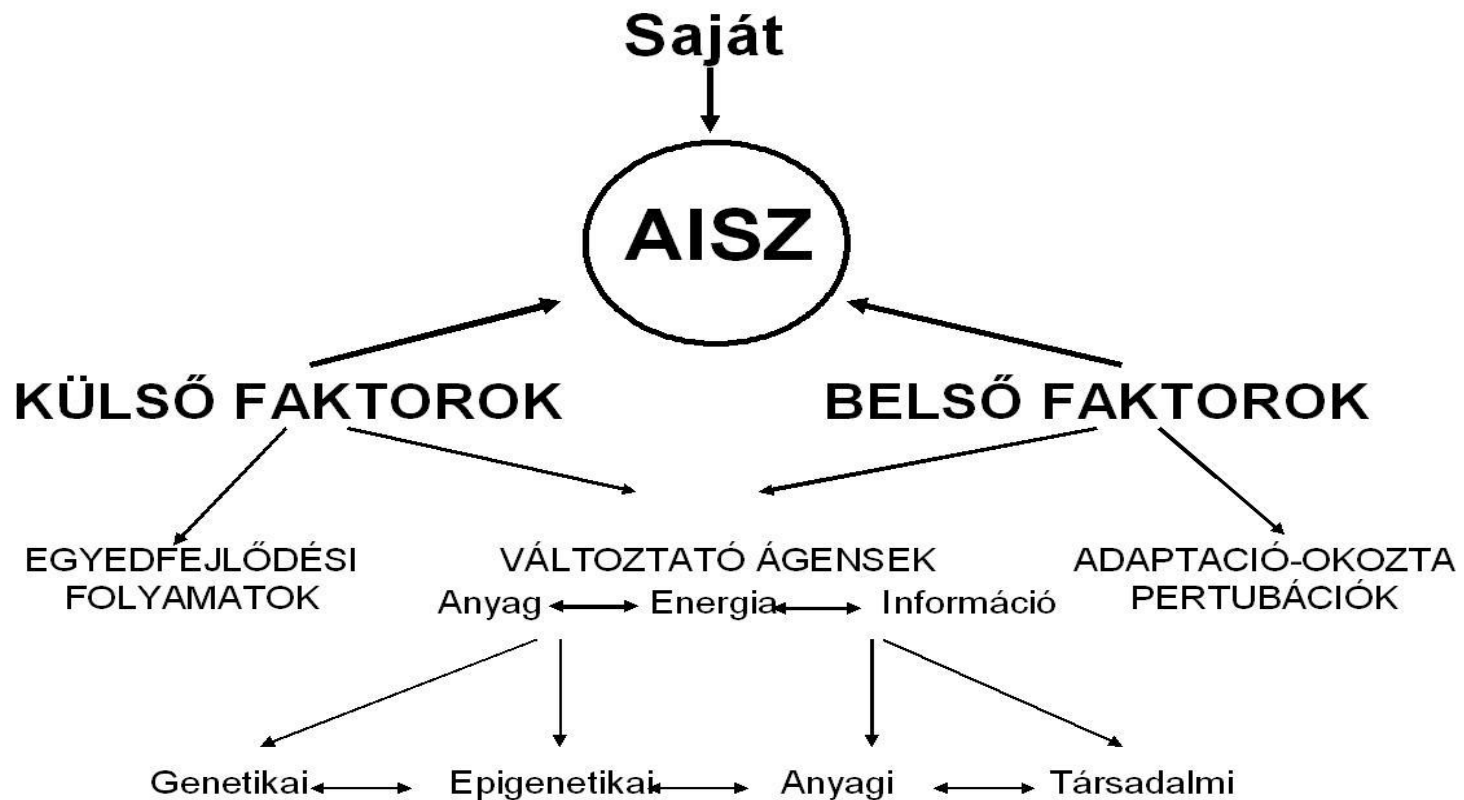 Saját
AISZ
KÜLSŐ FAKTOROK
BELSŐ FAKTOROK
EGYEDFEJLŐDÉSI
FOLYAMATOK
VÁLTOZTATÓ ÁGENSEK
Anyag Energia Információ
ADAPTACIÓ-OKOZTA
PERTUBÁCIÓK
Genetikai Epigenetikai Anyagi Társadalmi